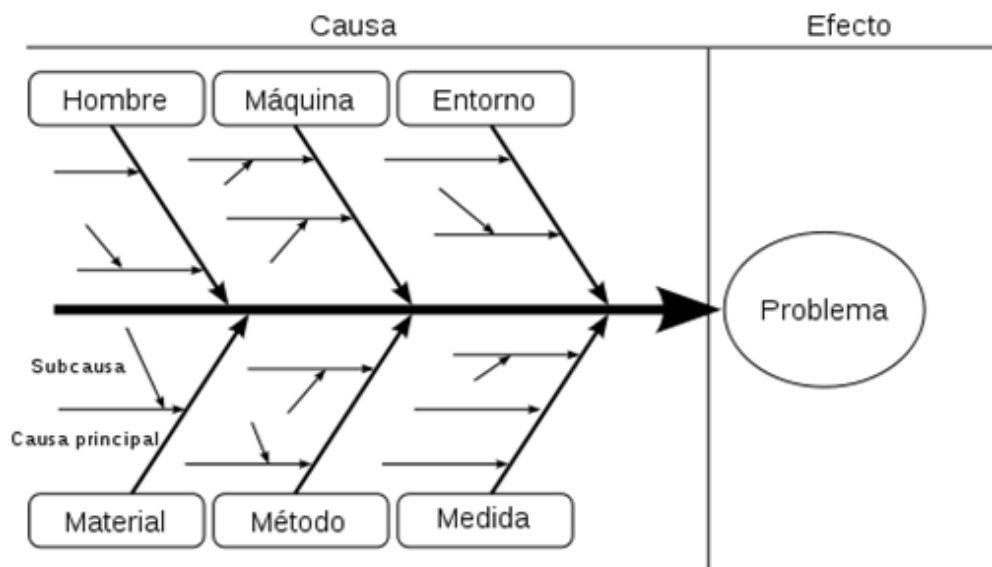 Causa
Efecto
Hombre
Máquina
Entorno
Problema
Subcausa
Causa principal
Material
Método
Medida